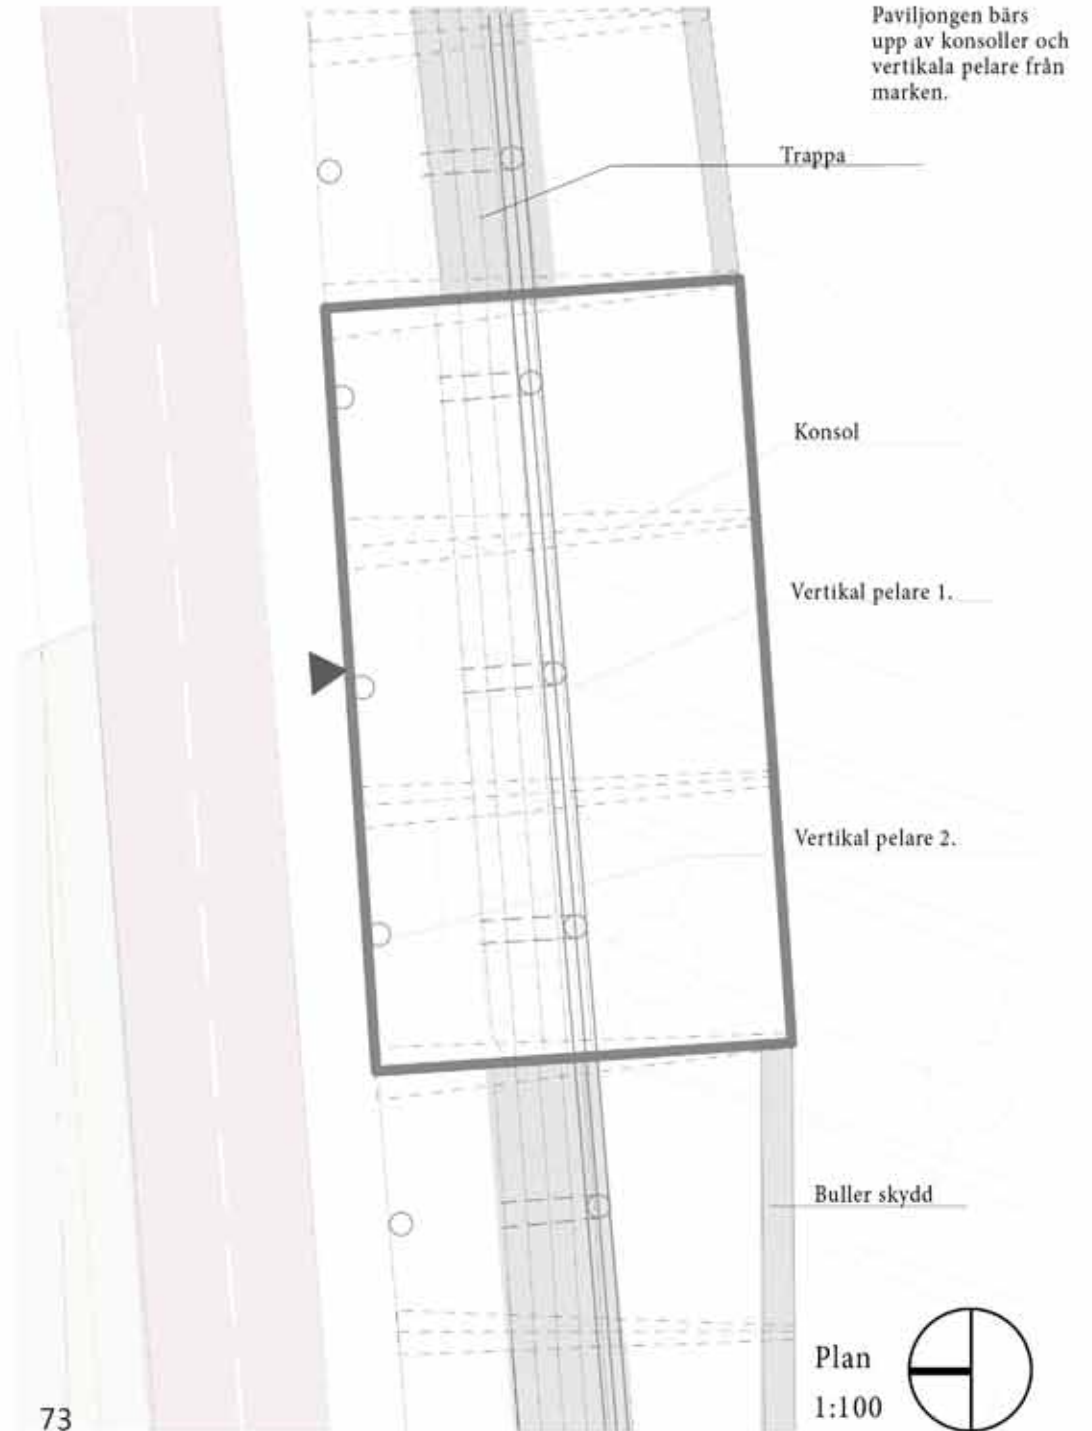 Paviljongen bärs
upp av konsoller och
vertikala pelare från
marken.
Trappa
Konsol
Vertikal pelare 1.
Vertikal pelare 2.
Buller skydd
Plan
1:100
73